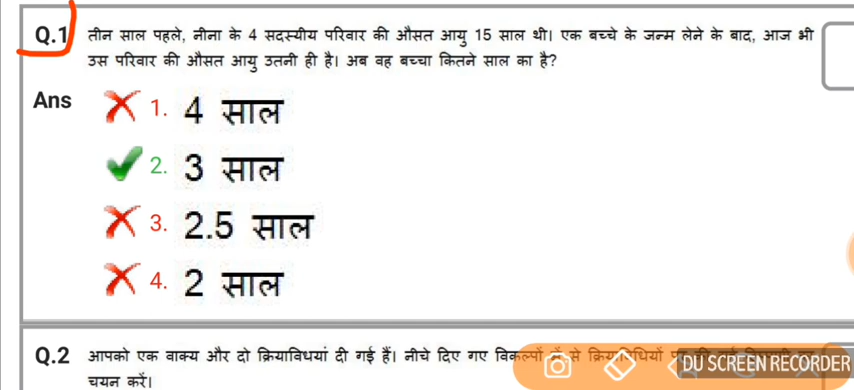 Q.1 तीन साल पहले, नीना के 4 सदस्यीय परिवार की औसत आयु 15 साल थी। एक बच्चे के जन्म लेने के बाद, आज भी
उस परिवार की औसत आयु उतनी ही है। अब वह बच्चा कितने साल का है?
Ans 1. 4 साल
2. 3 साल
3. 2.5 साल
4. 2 साल
Q.2 आपको एक वाक्य और दो क्रियाविधयां दी गई हैं। नीचे दिए गए विकल्पों में से
DU SCREEN RECORDER
चयन करें।